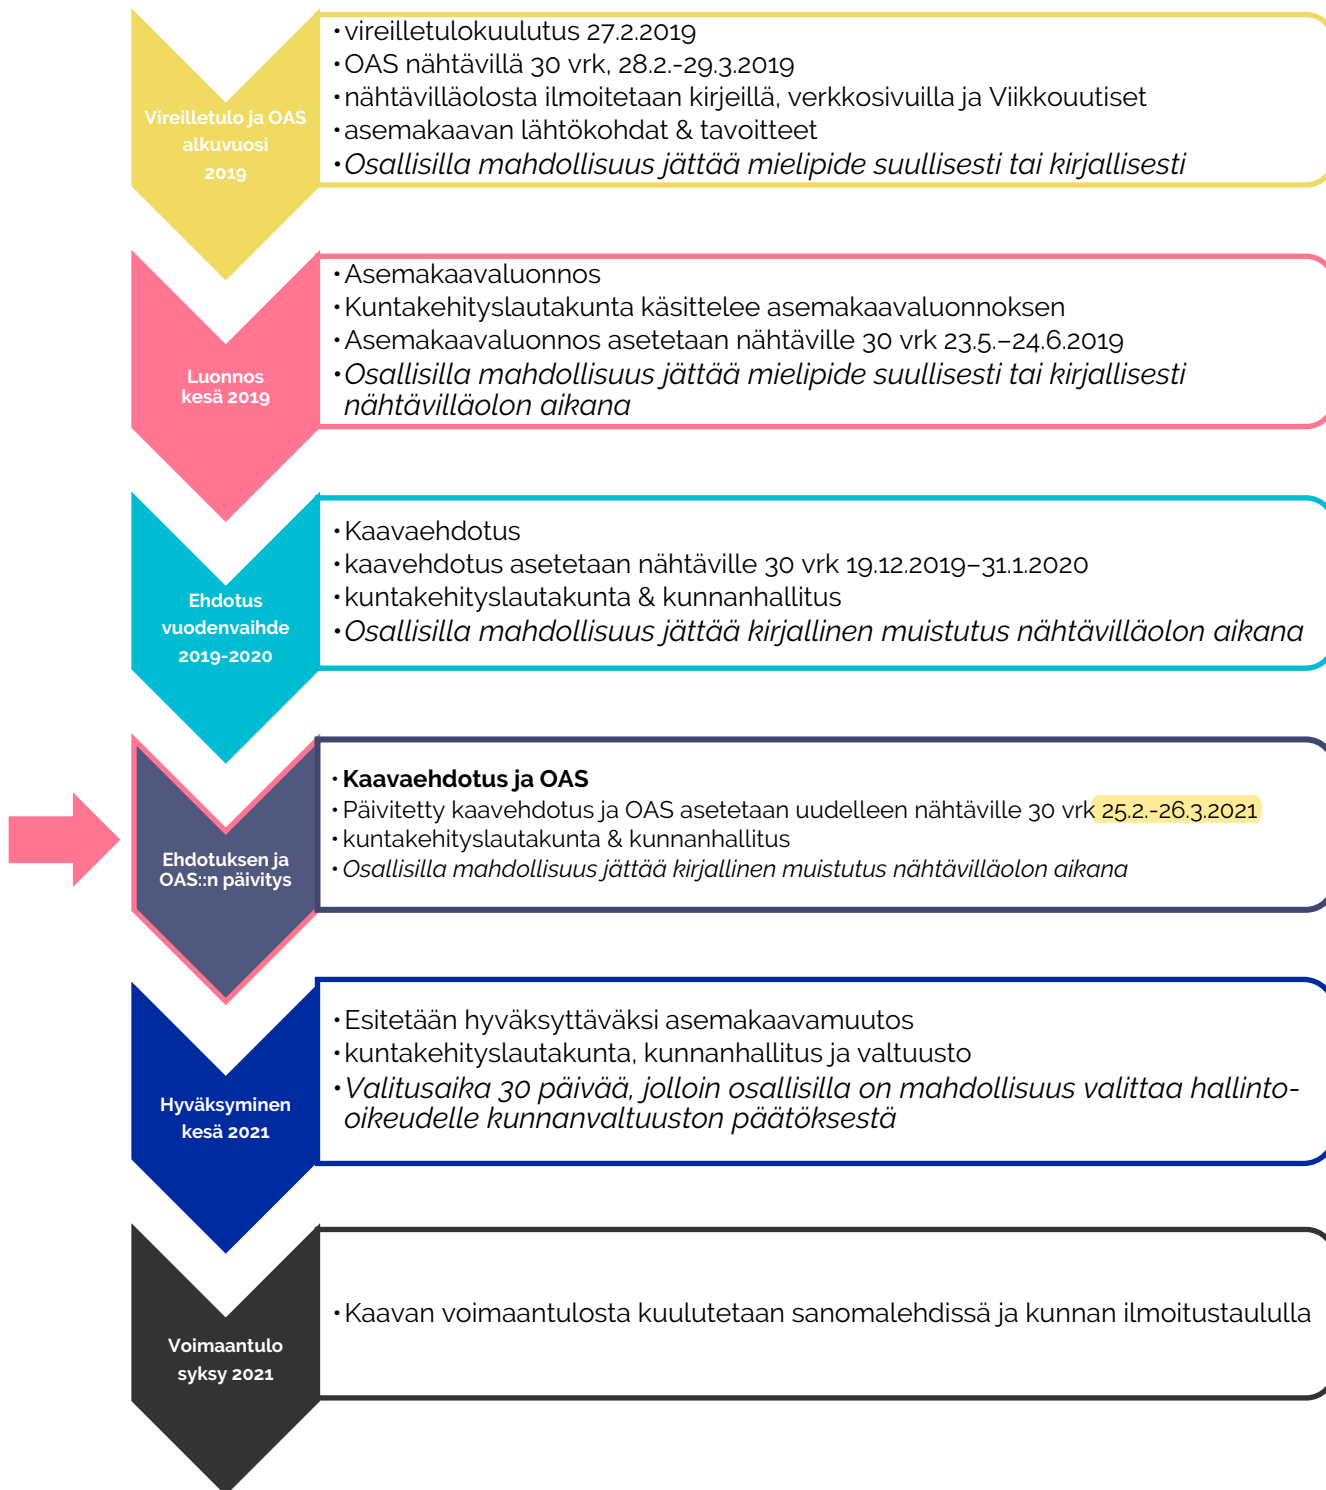 Vireilletulo ja OAS
alkuvuosi
2019
• vireilletulokuulutus 27.2.2019
• OAS nähtävillä 30 vrk, 28.2.-29.3.2019
• nähtävilläolosta ilmoitetaan kirjeillä, verkkosivuilla ja Viikkouutiset
• asemakaavan lähtökohdat & tavoitteet
• Osallisilla mahdollisuus jättää mielipide suullisesti tai kirjallisesti
Luonnos
kesä 2019
• Asemakaavaluonnos
• Kuntakehityslautakunta käsittelee asemakaavaluonnoksen
• Asemakaavaluonnos asetetaan nähtäville 30 vrk 23.5.–24.6.2019
• Osallisilla mahdollisuus jättää mielipide suullisesti tai kirjallisesti
nähtävilläolon aikana
Ehdotus
vuodenvaihde
2019-2020
• Kaavaehdotus
• kaavehdotus asetetaan nähtäville 30 vrk 19.12.2019–31.1.2020
• kuntakehityslautakunta & kunnanhallitus
• Osallisilla mahdollisuus jättää kirjallinen muistutus nähtävilläolon aikana
Ehdotuksen ja
OAS::n päivitys
• Kaavaehdotus ja OAS
• Päivitetty kaavehdotus ja OAS asetetaan uudelleen nähtäville 30 vrk 25.2.-26.3.2021
• kuntakehityslautakunta & kunnanhallitus
• Osallisilla mahdollisuus jättää kirjallinen muistutus nähtävilläolon aikana
Hyväksyminen
kesä 2021
• Esitetään hyväksyttäväksi asemakaavamuutos
• kuntakehityslautakunta, kunnanhallitus ja valtuusto
• Valitusaika 30 päivää, jolloin osallisilla on mahdollisuus valittaa hallinto-
oikeudelle kunnanvaltuuston päätöksestä
Voimaantulo
syksy 2021
• Kaavan voimaantulosta kuulutetaan sanomalehdissä ja kunnan ilmoitustaululla